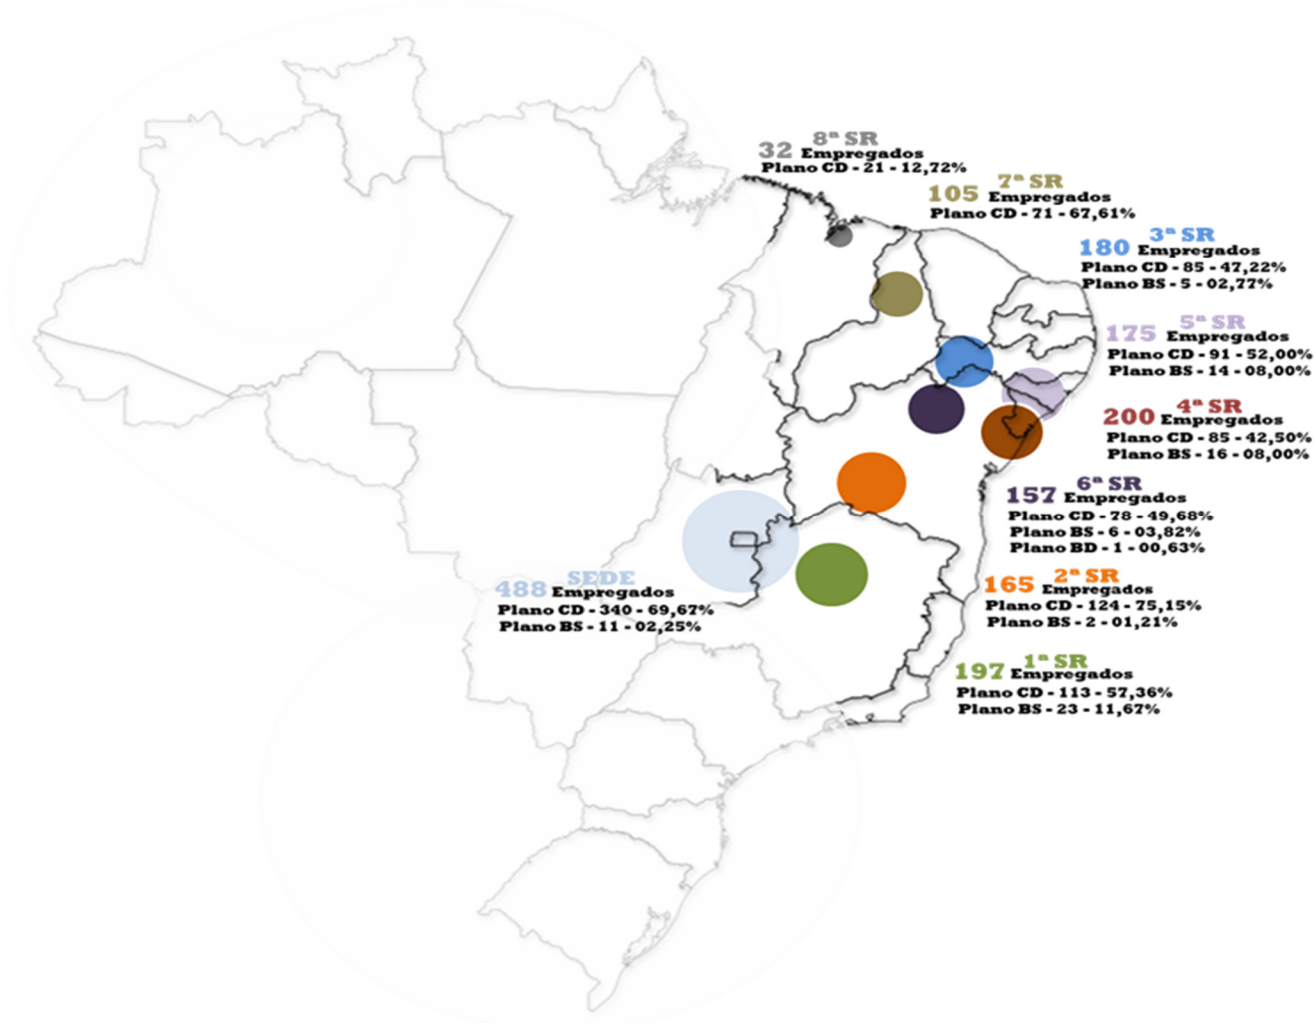 8ª SR
32 Empregados
Plano CD - 21 - 12,72%
7ª SR
105 Empregados
Plano CD - 71 - 67,61%
3ª SR
180 Empregados
Plano CD - 85 - 47,22%
Plano BS - 5 - 02,77%
5ª SR
175 Empregados
Plano CD - 91 - 52,00%
Plano BS - 14 - 08,00%
4ª SR
200 Empregados
Plano CD - 85 - 42,50%
Plano BS - 16 - 08,00%
6ª SR
157 Empregados
Plano CD - 78 - 49,68%
Plano BS - 6 - 03,82%
Plano BD - 1 - 00,63%
SEDE
488 Empregados
Plano CD - 340 - 69,67%
Plano BS - 11 - 02,25%
2ª SR
165 Empregados
Plano CD - 124 - 75,15%
Plano BS - 2 - 01,21%
1ª SR
197 Empregados
Plano CD - 113 - 57,36%
Plano BS - 23 - 11,67%